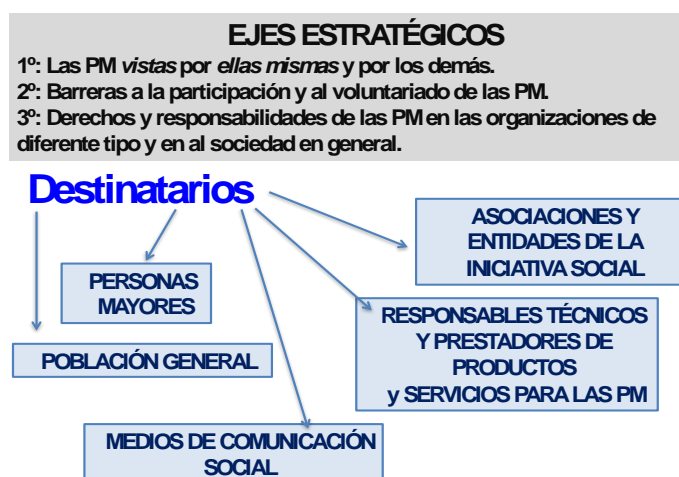 EJES ESTRATÉGICOS
1º: Las PM vistas por ellas mismas y por los demás.
2º: Barreras a la participación y al voluntariado de las PM.
3º: Derechos y responsabilidades de las PM en las organizaciones de
diferente tipo y en al sociedad en general.
Destinatarios
ASOCIACIONES Y
ENTIDADES DE LA
INICIATIVA SOCIAL
PERSONAS
MAYORES
RESPONSABLES TÉCNICOS
Y PRESTADORES DE
PRODUCTOS
y SERVICIOS PARA LAS PM
POBLACIÓN GENERAL
MEDIOS DE COMUNICACIÓN
SOCIAL